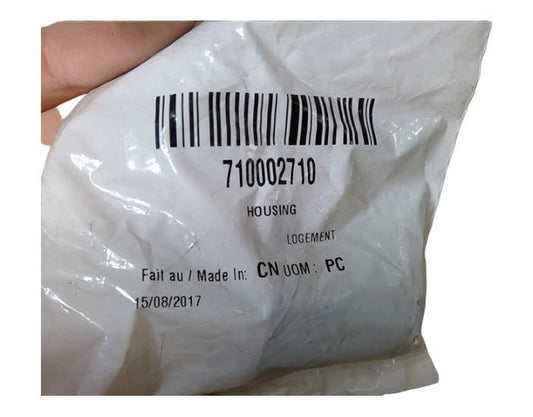 710002710
HOUSING
LOGEMENT
Fait au / Made In: CN UOM: PC
15/08/2017